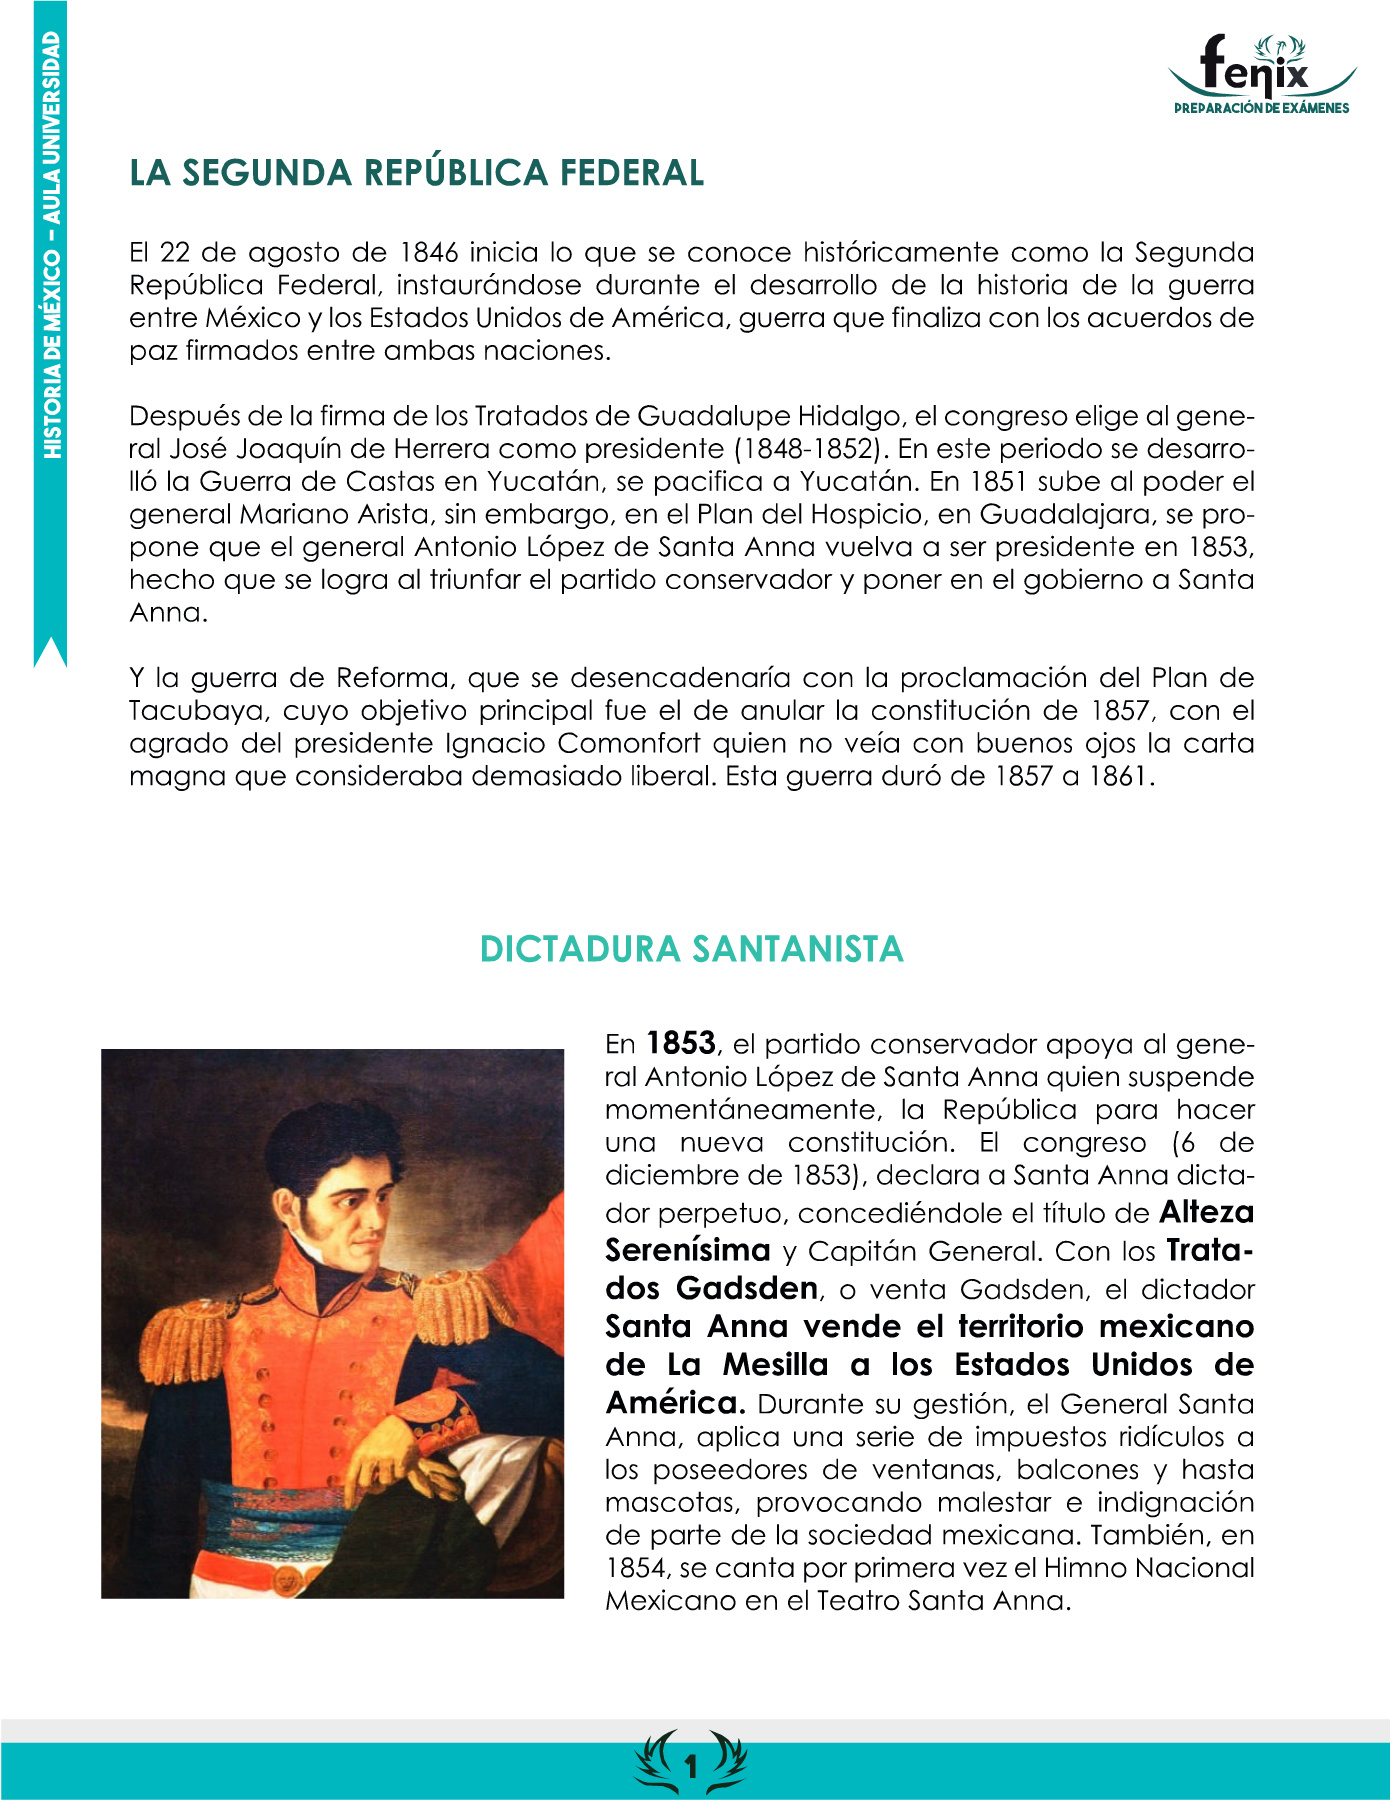 HISTORIA DE MÉXICO - AULA UNIVERSIDAD
fenix
PREPARACIÓN DE EXÁMENES
LA SEGUNDA REPÚBLICA FEDERAL
El 22 de agosto de 1846 inicia lo que se conoce históricamente como la Segunda
República Federal, instaurándose durante el desarrollo de la historia de la guerra
entre México y los Estados Unidos de América, guerra que finaliza con los acuerdos de
paz firmados entre ambas naciones.
Después de la firma de los Tratados de Guadalupe Hidalgo, el congreso elige al gene-
ral José Joaquín de Herrera como presidente (1848-1852). En este periodo se desarro-
lló la Guerra de Castas en Yucatán, se pacifica a Yucatán. En 1851 sube al poder el
general Mariano Arista, sin embargo, en el Plan del Hospicio, en Guadalajara, se pro-
pone que el general Antonio López de Santa Anna vuelva a ser presidente en 1853,
hecho que se logra al triunfar el partido conservador y poner en el gobierno a Santa
Anna.
Y la guerra de Reforma, que se desencadenaría con la proclamación del Plan de
Tacubaya, cuyo objetivo principal fue el de anular la constitución de 1857, con el
agrado del presidente Ignacio Comonfort quien no veía con buenos ojos la carta
magna que consideraba demasiado liberal. Esta guerra duró de 1857 a 1861.
DICTADURA SANTANISTA
En 1853, el partido conservador apoya al gene-
ral Antonio López de Santa Anna quien suspende
momentáneamente, la República para hacer
una nueva constitución. El congreso (6 de
diciembre de 1853), declara a Santa Anna dicta-
dor perpetuo, concediéndole el título de Alteza
Serenísima y Capitán General. Con los Trata-
dos Gadsden, o venta Gadsden, el dictador
Santa Anna vende el territorio mexicano
de La Mesilla a los Estados Unidos de
América. Durante su gestión, el General Santa
Anna, aplica una serie de impuestos ridículos a
los poseedores de ventanas, balcones y hasta
mascotas, provocando malestar e indignación
de parte de la sociedad mexicana. También, en
1854, se canta por primera vez el Himno Nacional
Mexicano en el Teatro Santa Anna.
1